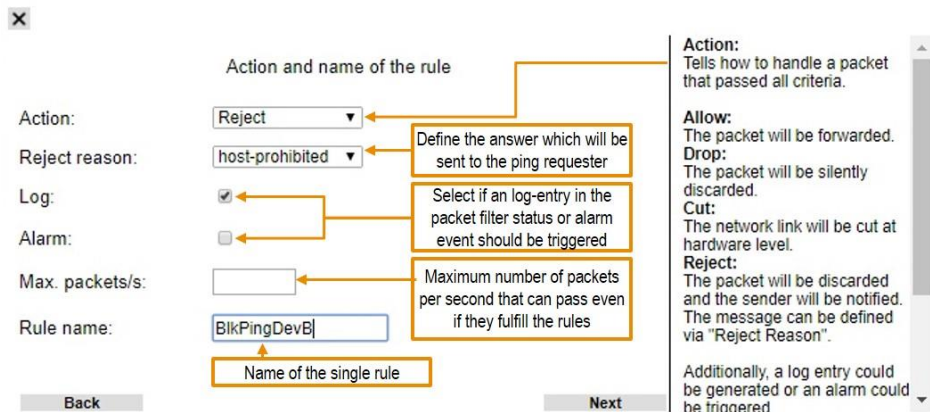 Action and name of the rule
Action:
Reject
Reject reason:
host-prohibited
Define the answer which will be
sent to the ping requester
Log:
Select if an log-entry in the
packet filter status or alarm
event should be triggered
Alarm:
Max. packets/s:
Maximum number of packets
per second that can pass even
if they fulfill the rules
Rule name:
BlkPingDevB
Name of the single rule
Back
Next
Action:
Tells how to handle a packet
that passed all criteria.
Allow:
The packet will be forwarded.
Drop:
The packet will be silently
discarded.
Cut:
The network link will be cut at
hardware level.
Reject:
The packet will be discarded
and the sender will be notified.
The message can be defined
via "Reject Reason".
Additionally, a log entry could
be generated or an alarm could
be triggered